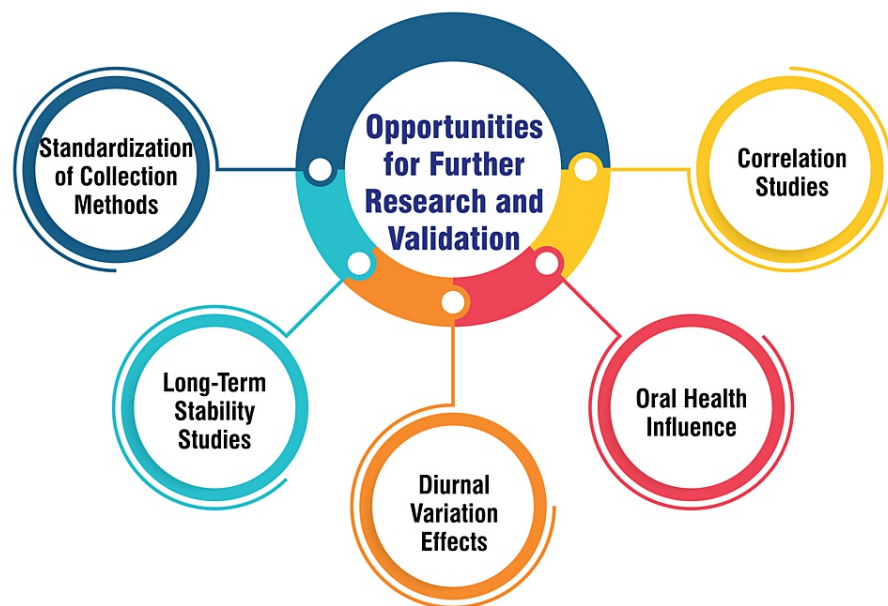 Opportunities
for Further
Research and
Validation
Standardization
of Collection
Methods
Long-Term
Stability
Studies
Diurnal
Variation
Effects
Oral Health
Influence
Correlation
Studies